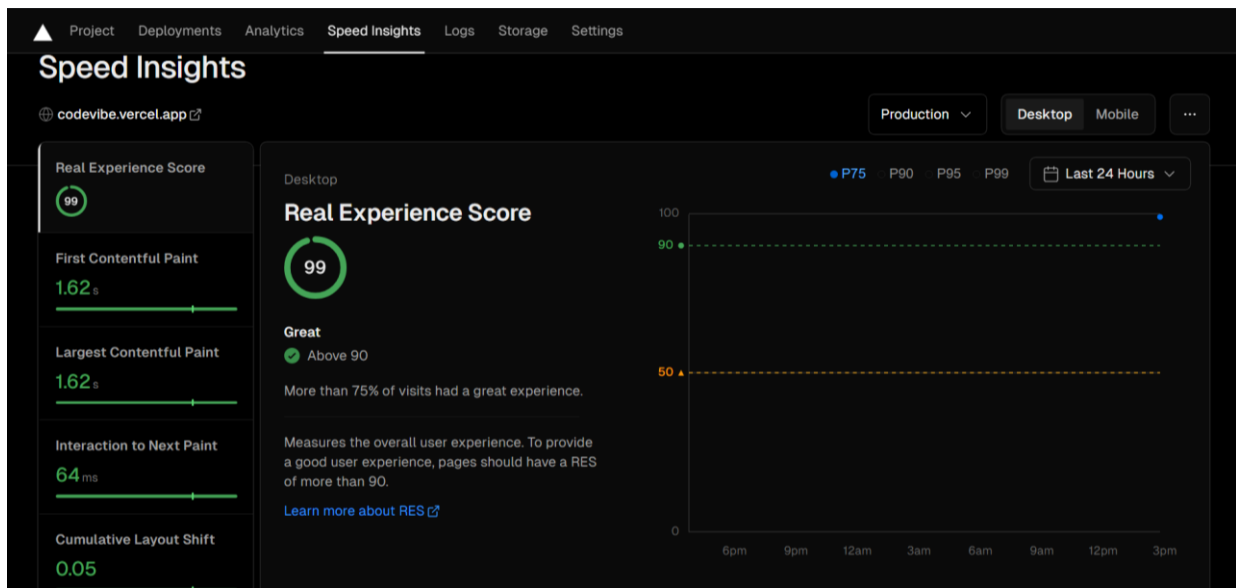 Project Deployments Analytics Speed Insights Logs Storage Settings
Speed Insights
codevibe.vercel.app
Production
Desktop Mobile
...
Real Experience Score
99
First Contentful Paint
1.62 s
Largest Contentful Paint
1.62 s
Interaction to Next Paint
64 ms
Cumulative Layout Shift
0.05
Desktop
Real Experience Score
99
Great
Above 90
More than 75% of visits had a great experience.
Measures the overall user experience. To provide
a good user experience, pages should have a RES
of more than 90.
Learn more about RES
P75 P90 P95 P99
Last 24 Hours
100
90
50
0
6pm 9pm 12am 3am 6am 9am 12pm 3pm